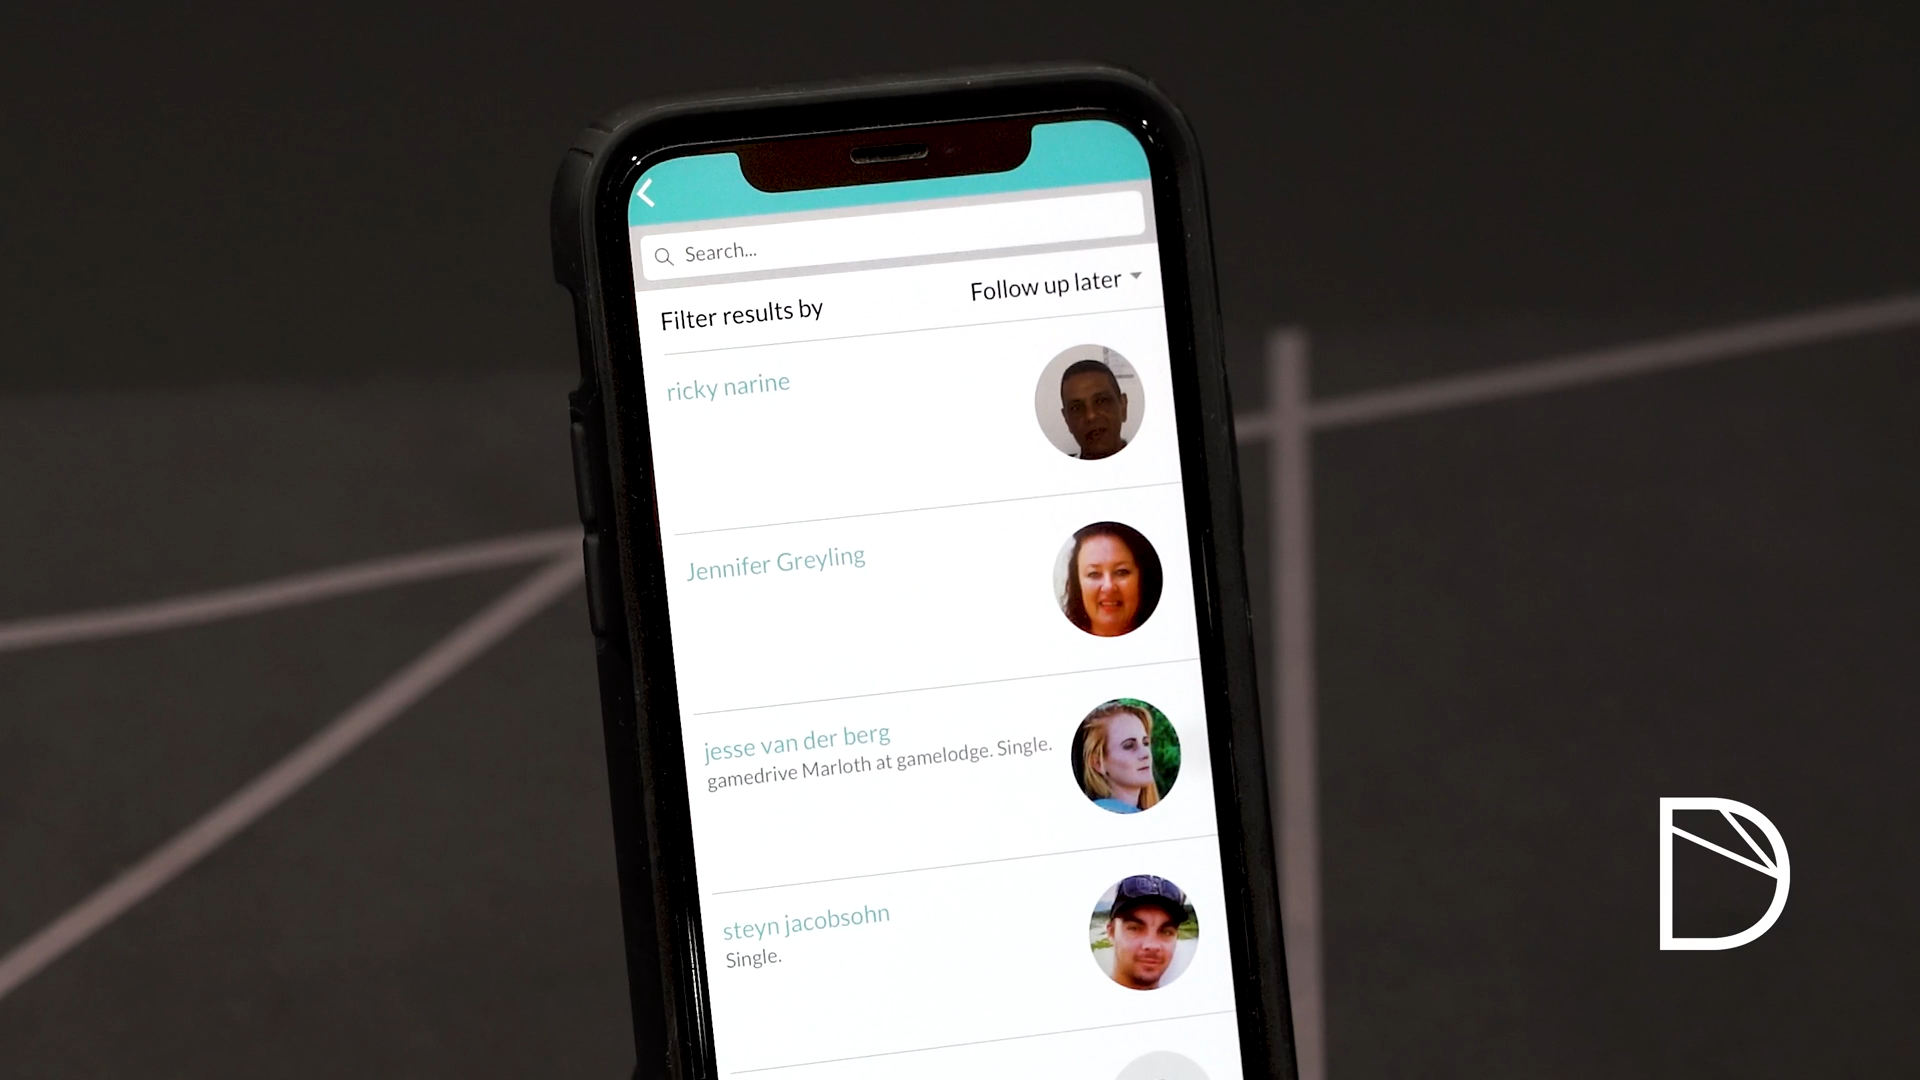 Search...
Filter results by
Follow up later
ricky narine
Jennifer Greyling
jesse van der berg
gamedrive Marloth at gamelodge. Single.
steyn jacobsohn
Single.
D